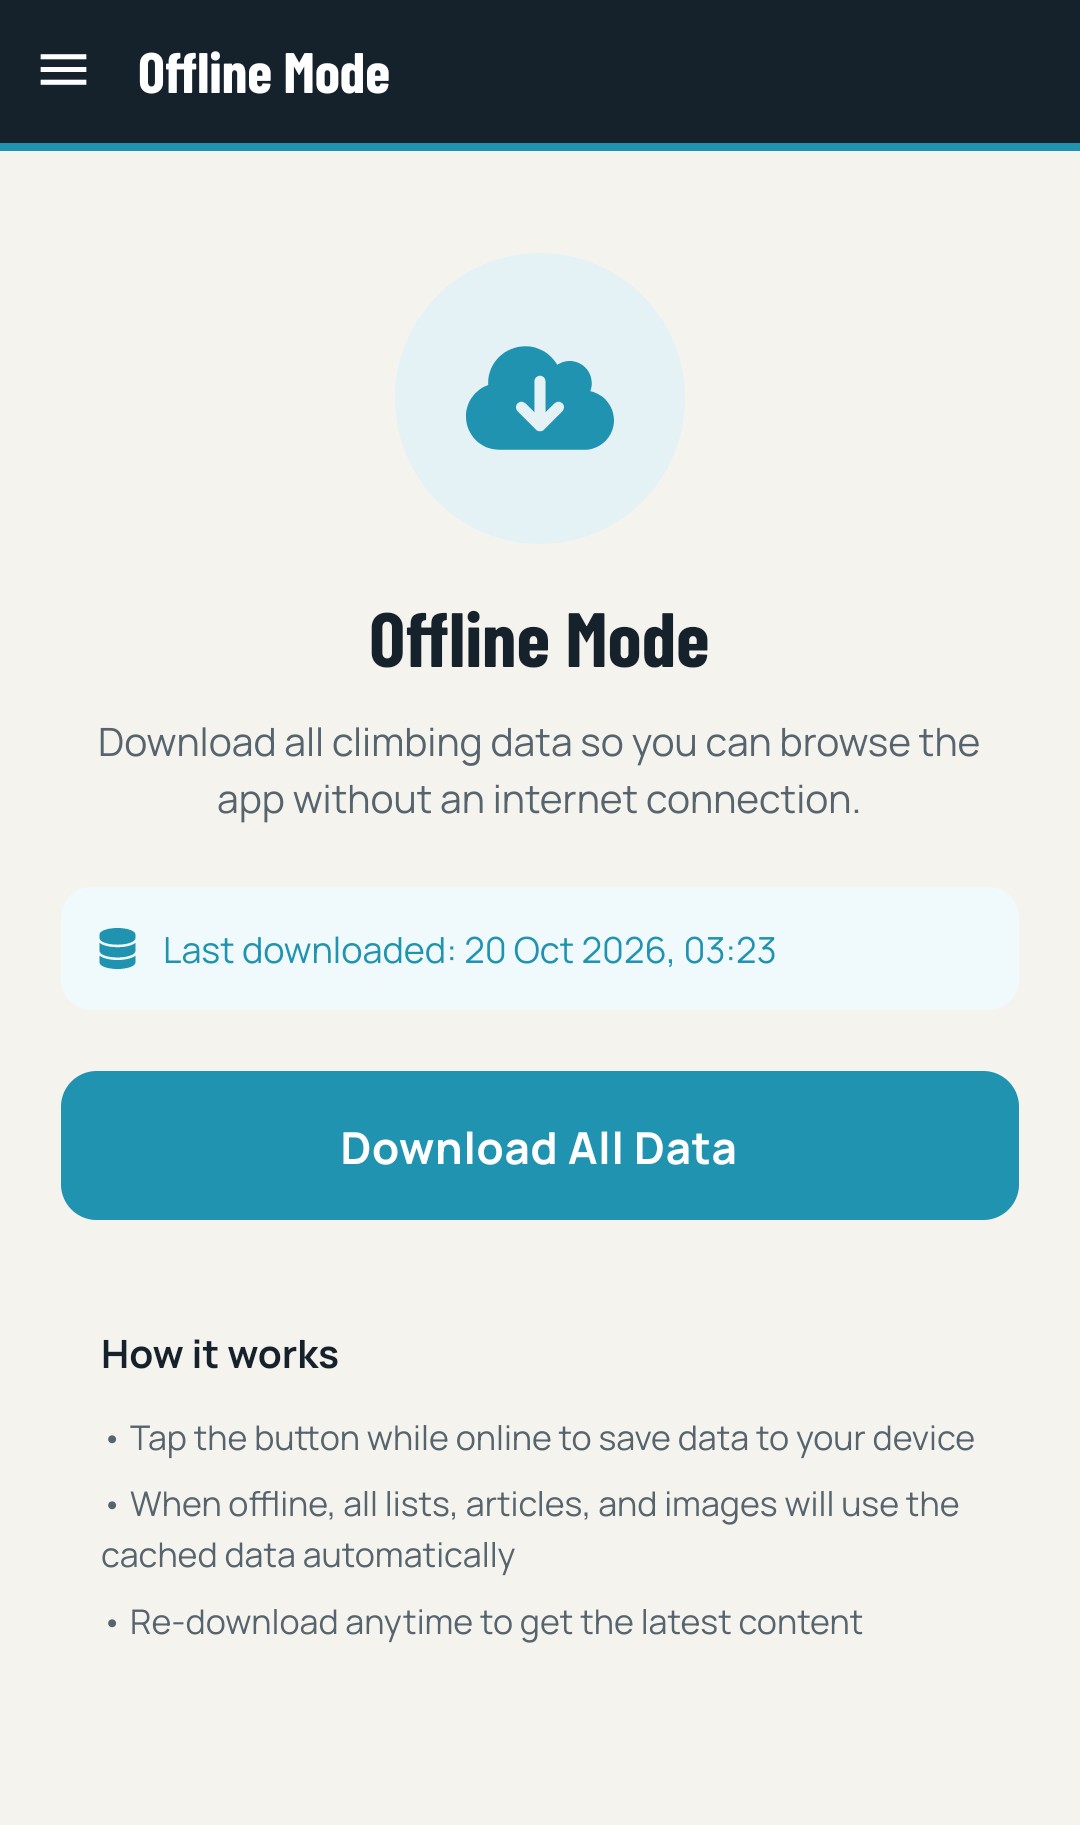 Offline Mode
Offline Mode
Download all climbing data so you can browse the
app without an internet connection.
Last downloaded: 20 Oct 2026, 03:23
Download All Data
How it works
• Tap the button while online to save data to your device
• When offline, all lists, articles, and images will use the
cached data automatically
• Re-download anytime to get the latest content